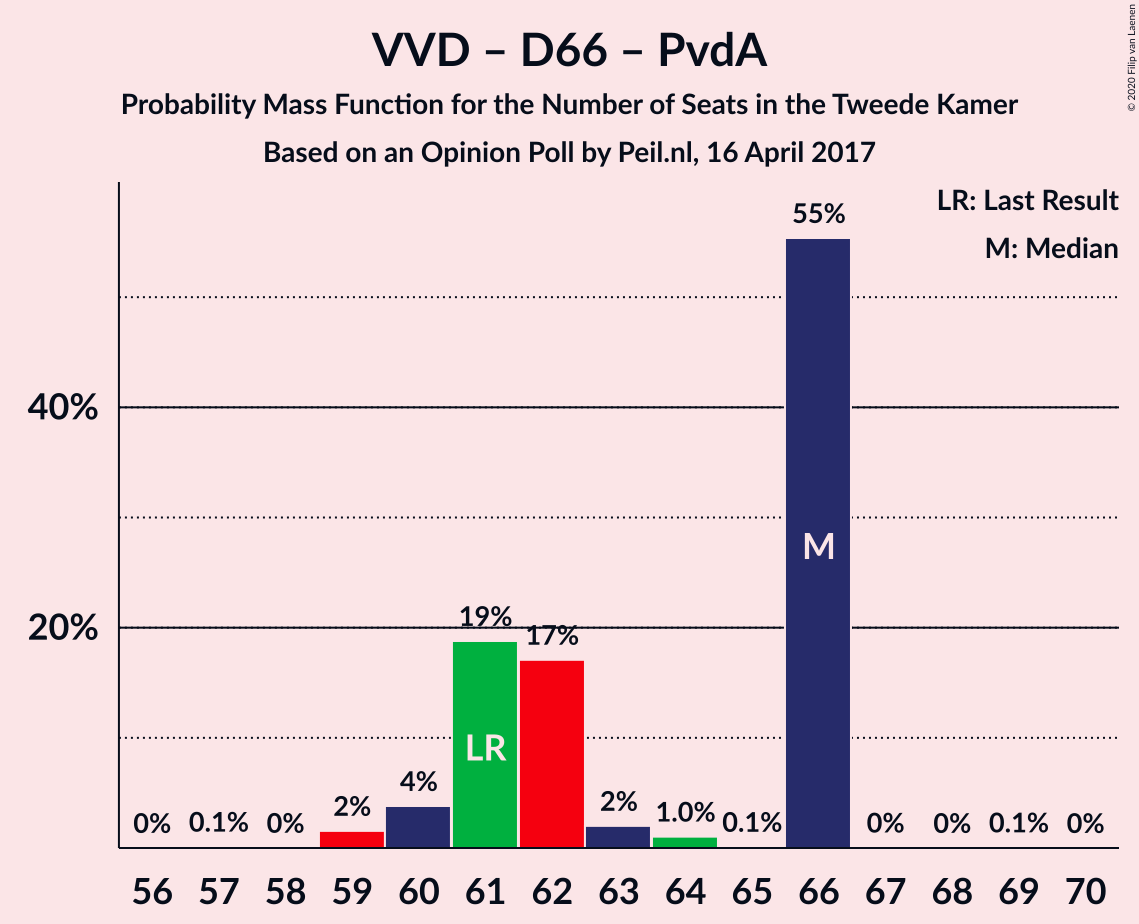 VVD – D66 – PvdA
Probability Mass Function for the Number of Seats in the Tweede Kamer
Based on an Opinion Poll by Peil.nl, 16 April 2017
© 2020 Filip van Laenen
LR: Last Result
M: Median
55%
40%
M
19%
20%
17%
LR
4%
2%
2%
1.0%
0%
0.1%
0%
0.1%
0%
0%
0.1%
0%
56 57 58 59 60 61 62 63 64 65 66 67 68 69 70